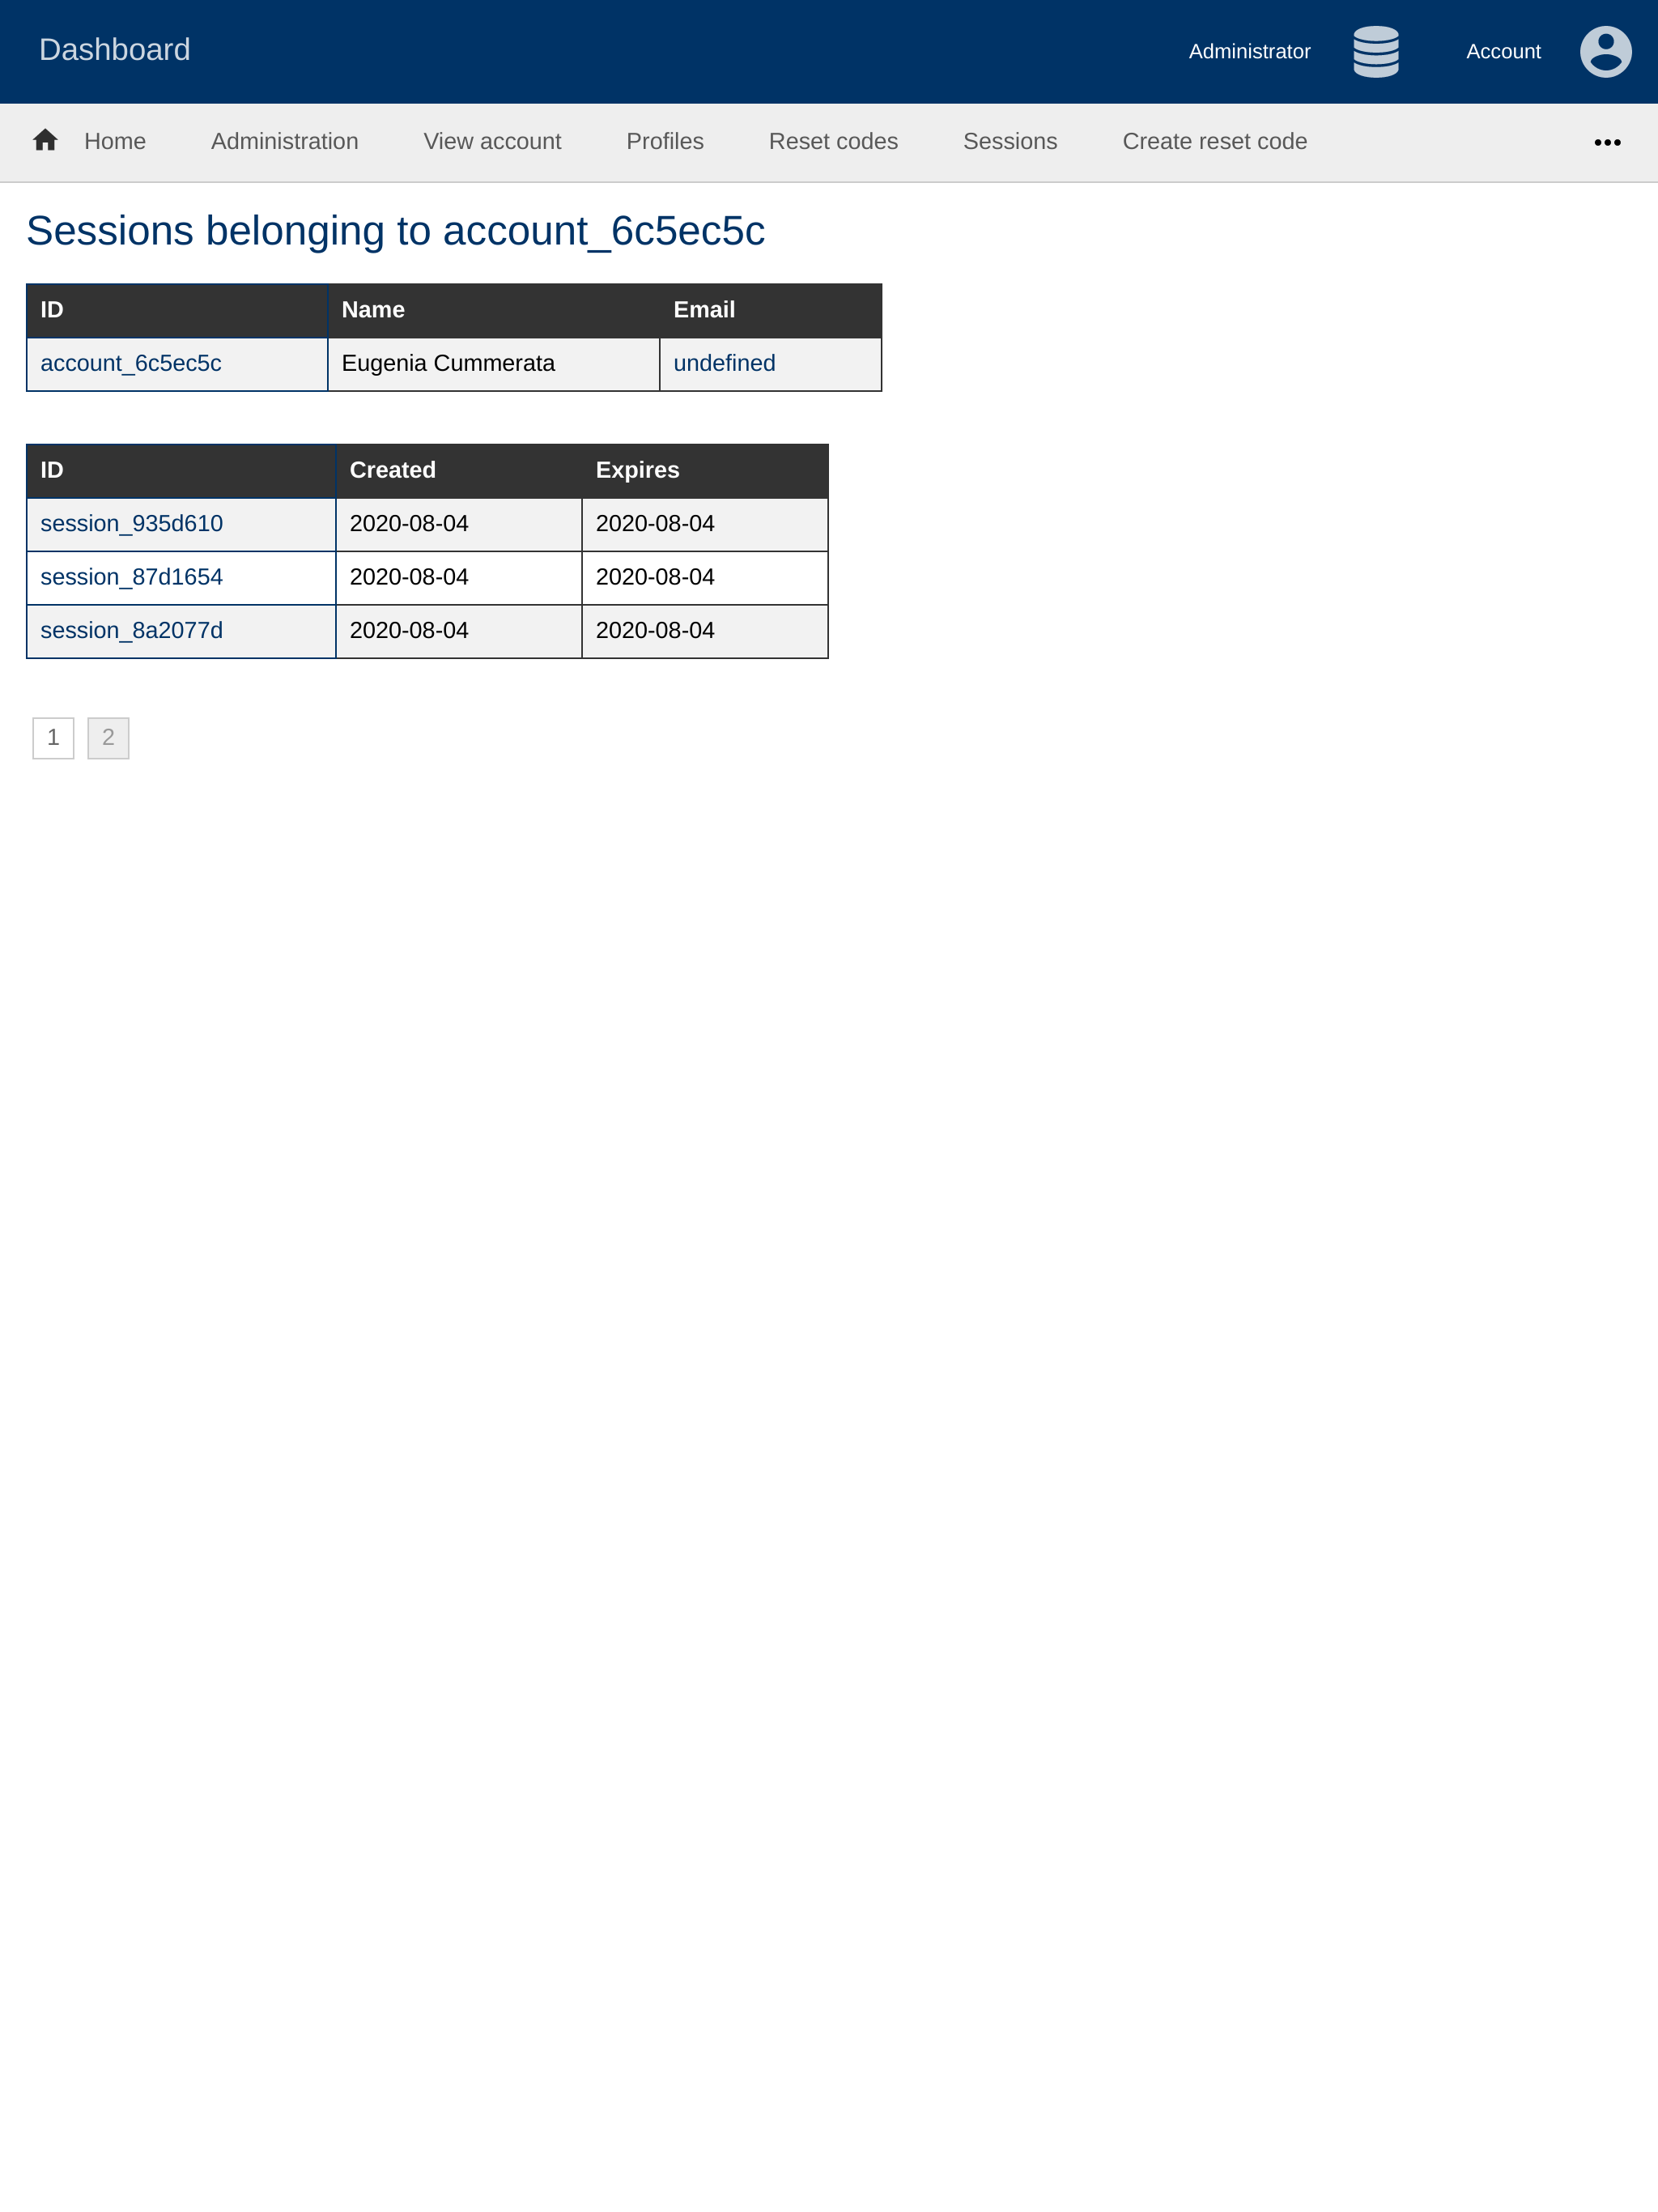 Dashboard
Administrator
Account
Home Administration View account Profiles Reset codes Sessions Create reset code
Sessions belonging to account_6c5ec5c
ID Name Email
account_6c5ec5c Eugenia Cummerata undefined
ID Created Expires
session_935d610 2020-08-04 2020-08-04
session_87d1654 2020-08-04 2020-08-04
session_8a2077d 2020-08-04 2020-08-04
1 2